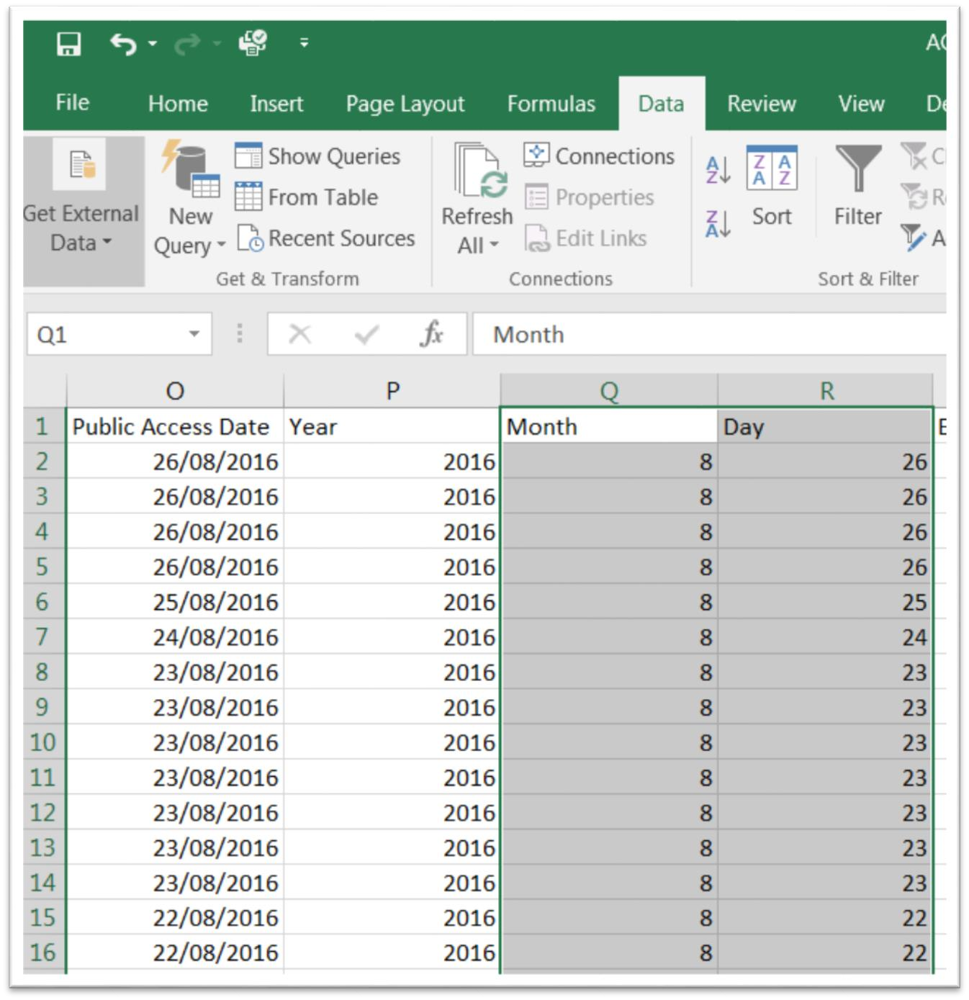 AC
File Home Insert Page Layout Formulas Data Review View De
Get External Data
New Query
Show Queries
From Table
Recent Sources
Get & Transform
Refresh All
Connections
Properties
Edit Links
Connections
Sort
Filter
Sort & Filter
Q1 fx Month
O P Q R
1 Public Access Date Year Month Day
2 26/08/2016 2016 8 26
3 26/08/2016 2016 8 26
4 26/08/2016 2016 8 26
5 26/08/2016 2016 8 26
6 25/08/2016 2016 8 25
7 24/08/2016 2016 8 24
8 23/08/2016 2016 8 23
9 23/08/2016 2016 8 23
10 23/08/2016 2016 8 23
11 23/08/2016 2016 8 23
12 23/08/2016 2016 8 23
13 23/08/2016 2016 8 23
14 23/08/2016 2016 8 23
15 22/08/2016 2016 8 22
16 22/08/2016 2016 8 22